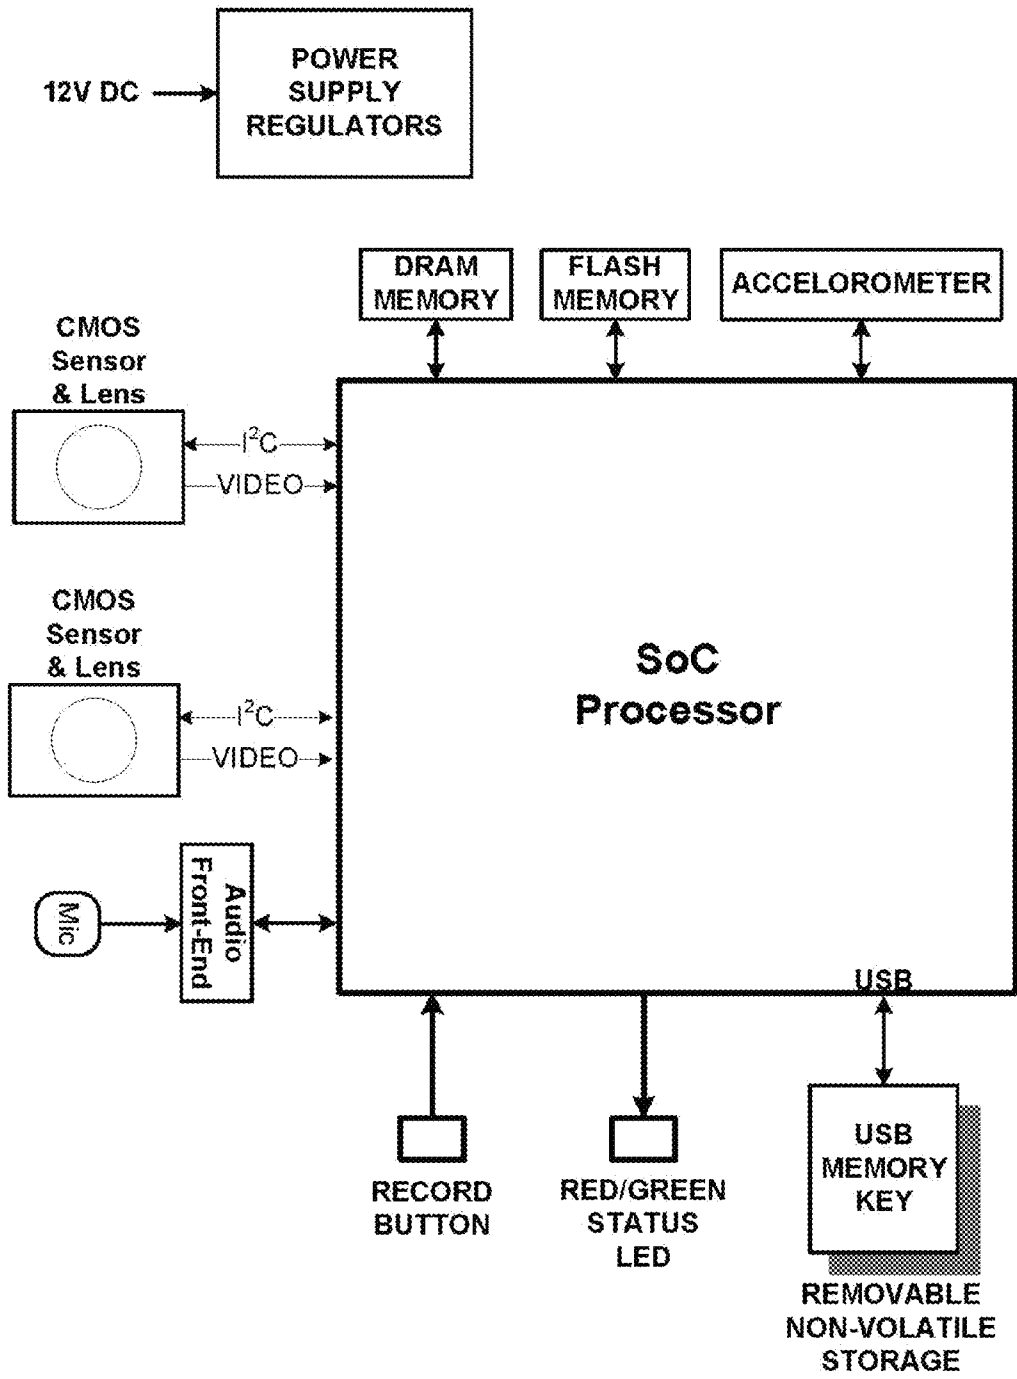 POWER
SUPPLY
REGULATORS
12V DC
DRAM
MEMORY
FLASH
MEMORY
ACCELOROMETER
CMOS
Sensor
& Lens
I²C
VIDEO
CMOS
Sensor
& Lens
I²C
VIDEO
SoC
Processor
Mic
Audio
Front-End
USB
RECORD
BUTTON
RED/GREEN
STATUS
LED
USB
MEMORY
KEY
REMOVABLE
NON-VOLATILE
STORAGE